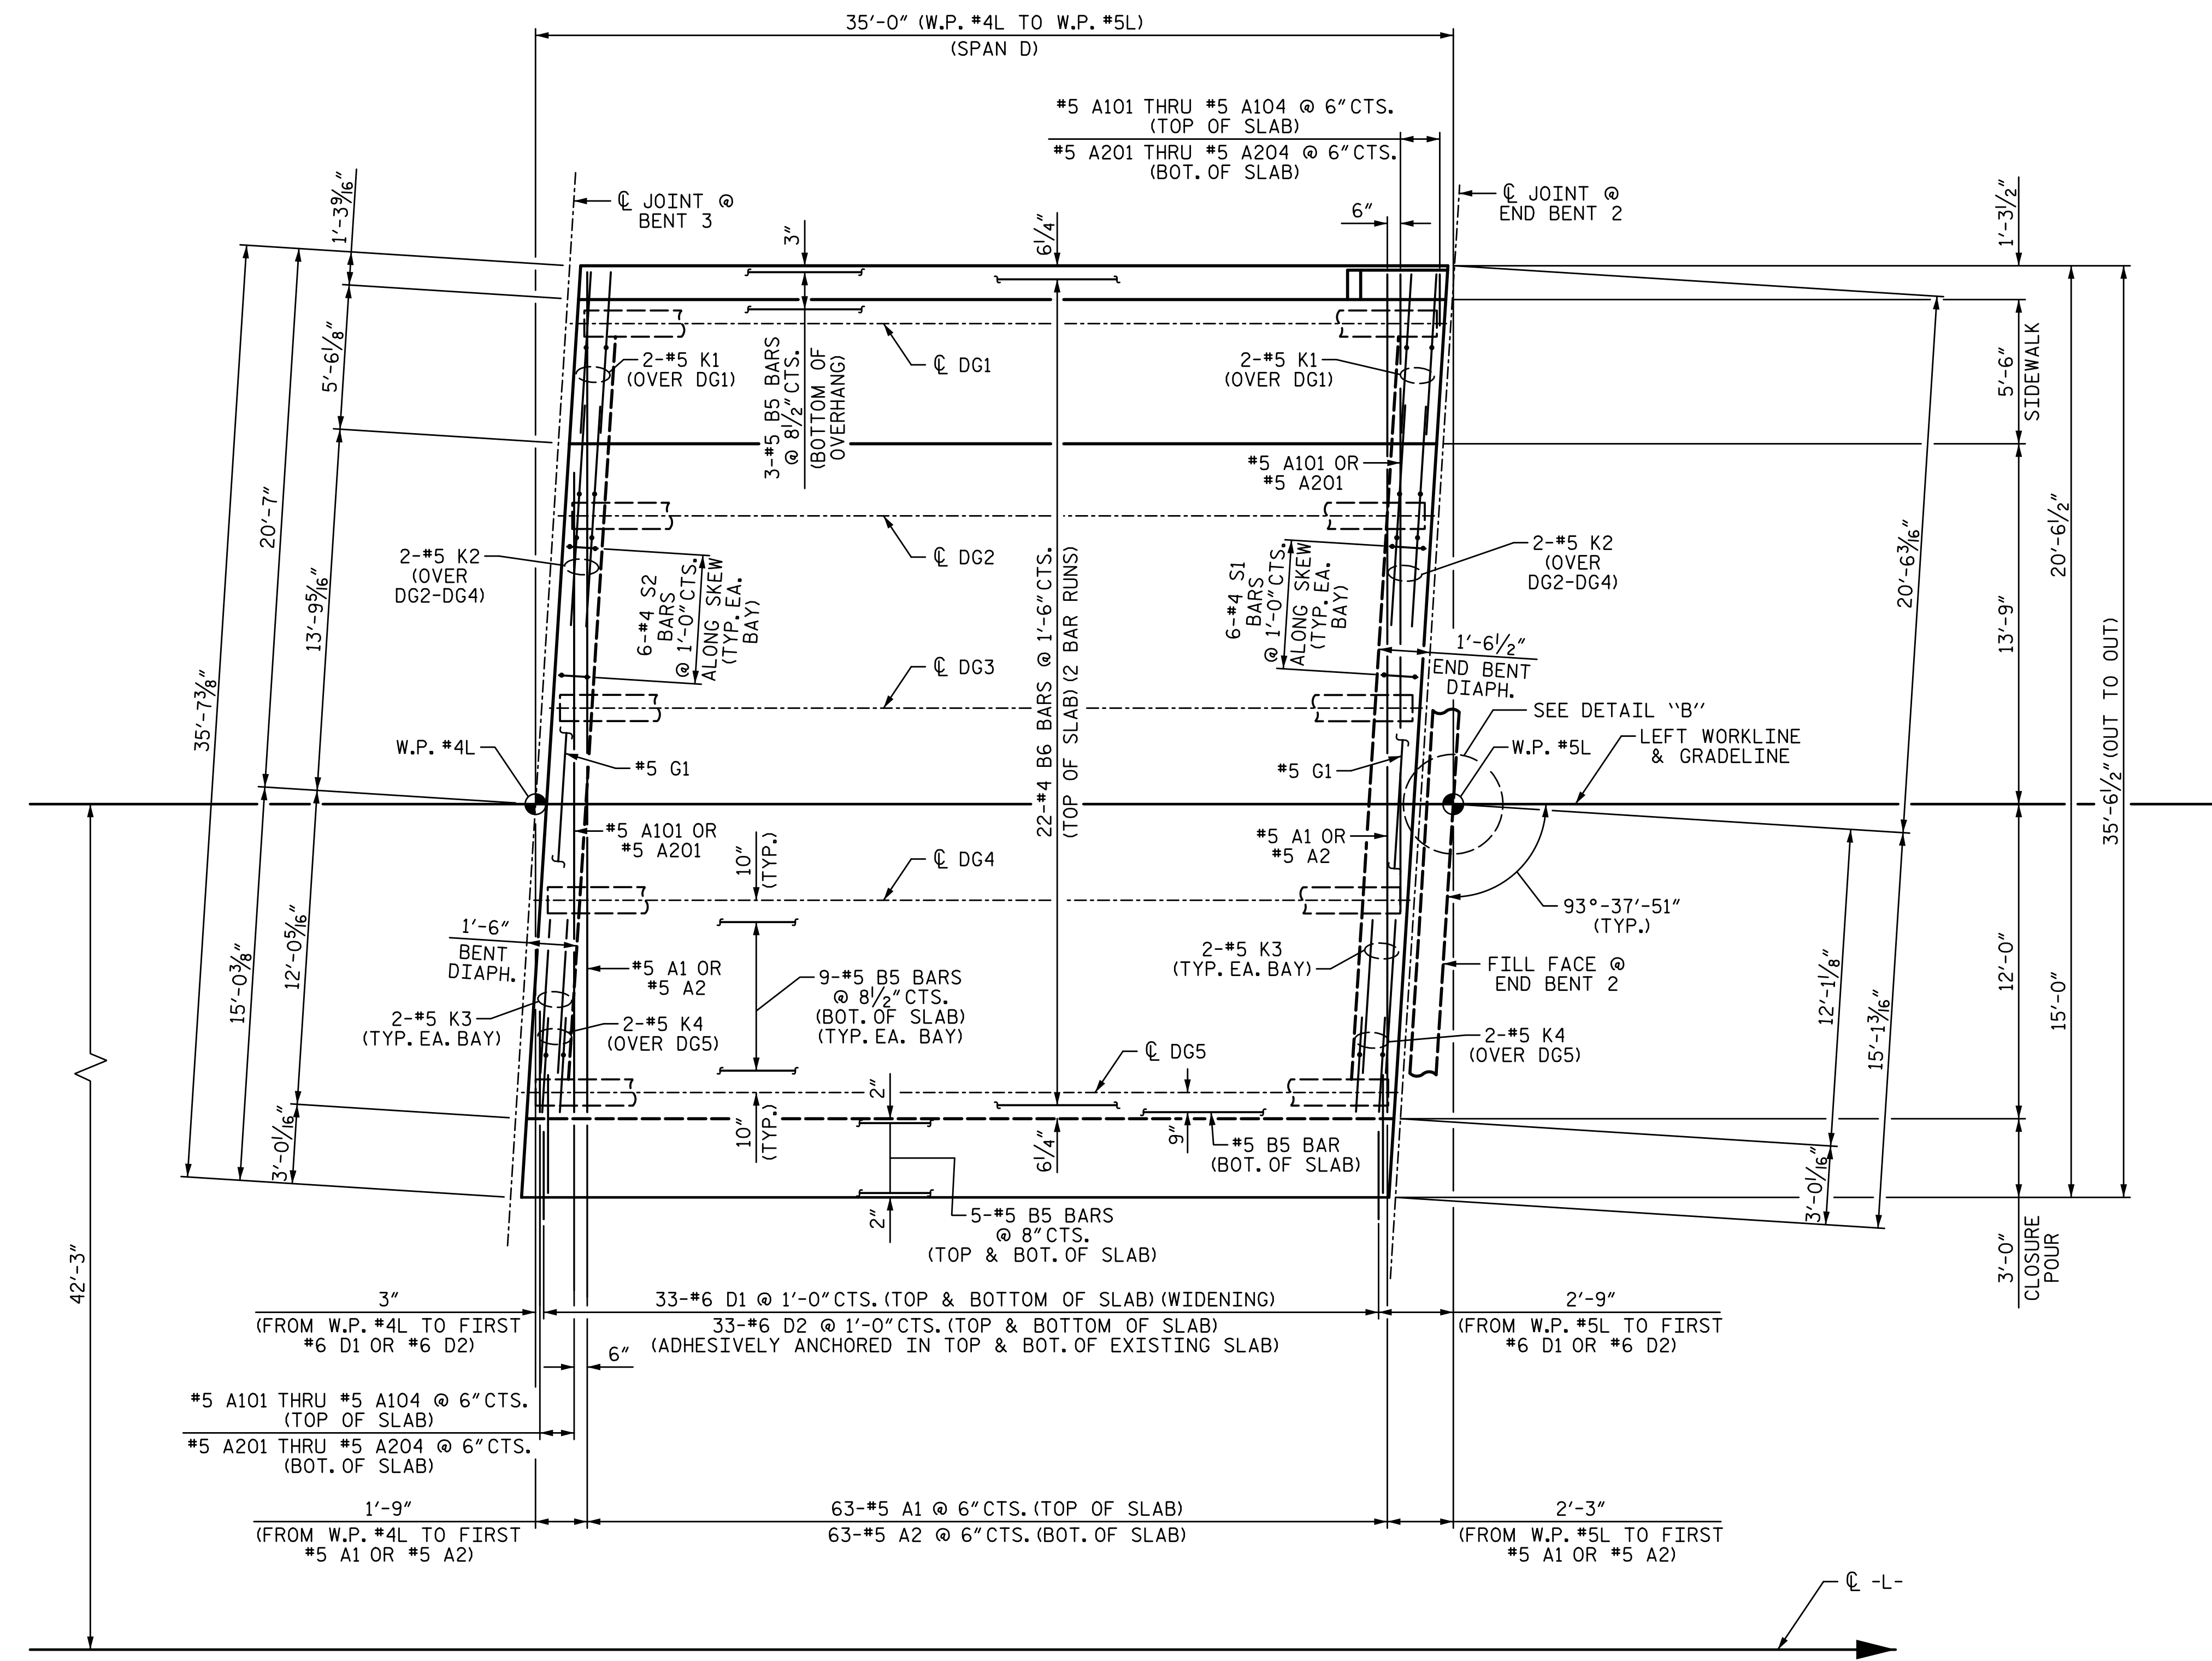 35'-0" (W.P. #4L TO W.P. #5L)
(SPAN D)
#5 A101 THRU #5 A104 @ 6" CTS.
(TOP OF SLAB)
#5 A201 THRU #5 A204 @ 6" CTS.
(BOT. OF SLAB)
℄ JOINT @
BENT 3
℄ JOINT @
END BENT 2
6"
3"
6¼"
1'-3 9/16"
1'-3½"
5'-6⅛"
20'-7"
13'-9 5/16"
35'-7⅜"
15'-0⅜"
12'-0 5/16"
3'-0 1/16"
42'-3"
2-#5 K1
(OVER DG1)
3-#5 B5 BARS
@ 8½" CTS.
(BOTTOM OF
OVERHANG)
℄ DG1
2-#5 K1
(OVER DG1)
5'-6"
SIDEWALK
#5 A101 OR
#5 A201
2-#5 K2
(OVER
DG2-DG4)
6-#4 S2
BARS
@ 1'-0" CTS.
ALONG SKEW
(TYP. EA.
BAY)
℄ DG2
22-#4 B6 BARS @ 1'-6" CTS.
(TOP OF SLAB) (2 BAR RUNS)
6-#4 S1
BARS
@ 1'-0" CTS.
ALONG SKEW
(TYP. EA.
BAY)
2-#5 K2
(OVER
DG2-DG4)
20'-6 3/16"
13'-9"
20'-6½"
35'-6½" (OUT TO OUT)
℄ DG3
1'-6½"
END BENT
DIAPH.
SEE DETAIL "B"
W.P. #4L
#5 G1
#5 G1
W.P. #5L
LEFT WORKLINE
& GRADELINE
#5 A101 OR
#5 A201
10"
(TYP.)
℄ DG4
#5 A1 OR
#5 A2
93°-37'-51"
(TYP.)
1'-6"
BENT
DIAPH.
#5 A1 OR
#5 A2
9-#5 B5 BARS
@ 8½" CTS.
(BOT. OF SLAB)
(TYP. EA. BAY)
2-#5 K3
(TYP. EA. BAY)
FILL FACE @
END BENT 2
12'-1⅛"
15'-1 3/16"
12'-0"
15'-0"
2-#5 K3
(TYP. EA. BAY)
2-#5 K4
(OVER DG5)
℄ DG5
2-#5 K4
(OVER DG5)
10"
(TYP.)
2"
6¼"
9"
#5 B5 BAR
(BOT. OF SLAB)
3'-0 1/16"
2"
5-#5 B5 BARS
@ 8" CTS.
(TOP & BOT. OF SLAB)
3'-0"
CLOSURE
POUR
3"
(FROM W.P. #4L TO FIRST
#6 D1 OR #6 D2)
33-#6 D1 @ 1'-0" CTS. (TOP & BOTTOM OF SLAB) (WIDENING)
33-#6 D2 @ 1'-0" CTS. (TOP & BOTTOM OF SLAB)
(ADHESIVELY ANCHORED IN TOP & BOT. OF EXISTING SLAB)
2'-9"
(FROM W.P. #5L TO FIRST
#6 D1 OR #6 D2)
6"
#5 A101 THRU #5 A104 @ 6" CTS.
(TOP OF SLAB)
#5 A201 THRU #5 A204 @ 6" CTS.
(BOT. OF SLAB)
1'-9"
(FROM W.P. #4L TO FIRST
#5 A1 OR #5 A2)
63-#5 A1 @ 6" CTS. (TOP OF SLAB)
63-#5 A2 @ 6" CTS. (BOT. OF SLAB)
2'-3"
(FROM W.P. #5L TO FIRST
#5 A1 OR #5 A2)
℄ -L-